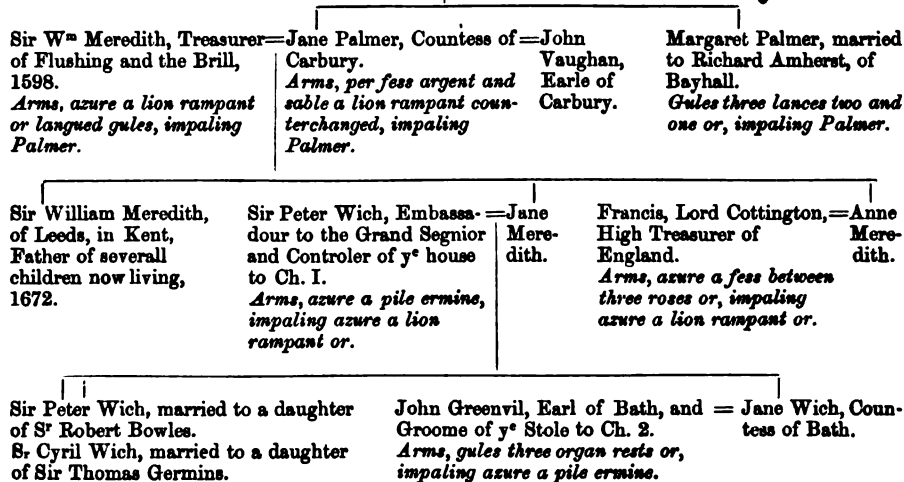 Sir Wᵐ Meredith, Treasurer=Jane Palmer, Countess of=John
of Flushing and the Brill,
1598.
Arms, azure a lion rampant
or langued gules, impaling
Palmer.
Carbury.
Arms, per fess argent and
sable a lion rampant coun-
terchanged, impaling
Palmer.
Vaughan,
Earle of
Carbury.
Margaret Palmer, married
to Richard Amherst, of
Bayhall.
Gules three lances two and
one or, impaling Palmer.
Sir William Meredith,
of Leeds, in Kent,
Father of severall
children now living,
1672.
Sir Peter Wich, Embassa-=Jane
dour to the Grand Segnior
and Controler of yᵉ house
to Ch. I.
Arms, azure a pile ermine,
impaling azure a lion
rampant or.
Mere-
dith.
Francis, Lord Cottington,=Anne
High Treasurer of
England.
Arms, azure a fess between
three roses or, impaling
azure a lion rampant or.
Mere-
dith.
Sir Peter Wich, married to a daughter
of Sʳ Robert Bowles.
Sr Cyril Wich, married to a daughter
of Sir Thomas Germins.
John Greenvil, Earl of Bath, and = Jane Wich, Coun-
Groome of yᵉ Stole to Ch. 2.
Arms, gules three organ rests or,
impaling azure a pile ermine.
tess of Bath.